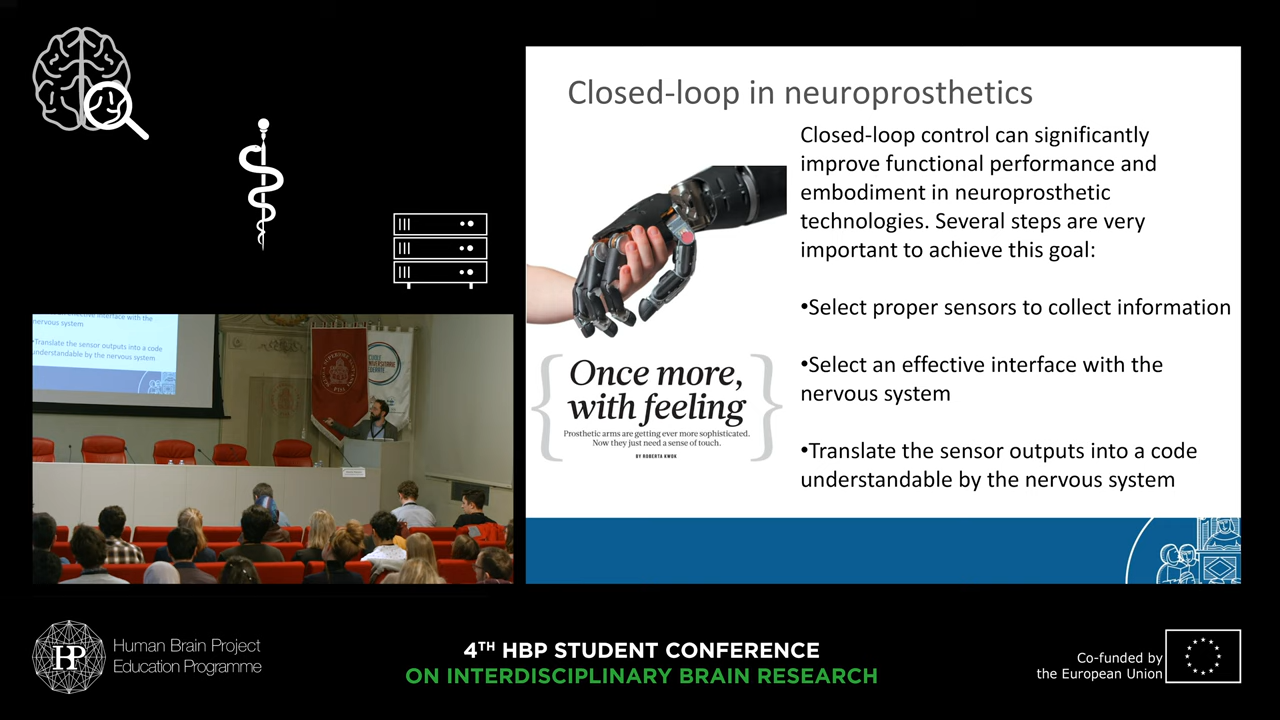 Closed-loop in neuroprosthetics
Closed-loop control can significantly
improve functional performance and
embodiment in neuroprosthetic
technologies. Several steps are very
important to achieve this goal:
•Select proper sensors to collect information
•Select an effective interface with the
nervous system
•Translate the sensor outputs into a code
understandable by the nervous system
{Once more,
with feeling}
Prosthetic arms are getting ever more sophisticated.
Now they just need a sense of touch.
BY ROBERTA KWOK
nervous system
•Translate the sensor outputs into a code
understandable by the nervous system
HP
Human Brain Project
Education Programme
4TH HBP STUDENT CONFERENCE
ON INTERDISCIPLINARY BRAIN RESEARCH
Co-funded by
the European Union